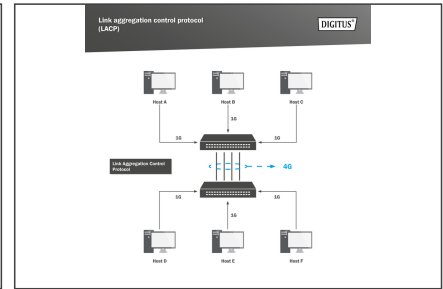 Link aggregation control protocol
(LACP)
DIGITUS®
Host A
Host B
Host C
1G
1G
1G
Link Aggregation Control
Protocol
4G
1G
1G
1G
Host D
Host E
Host F